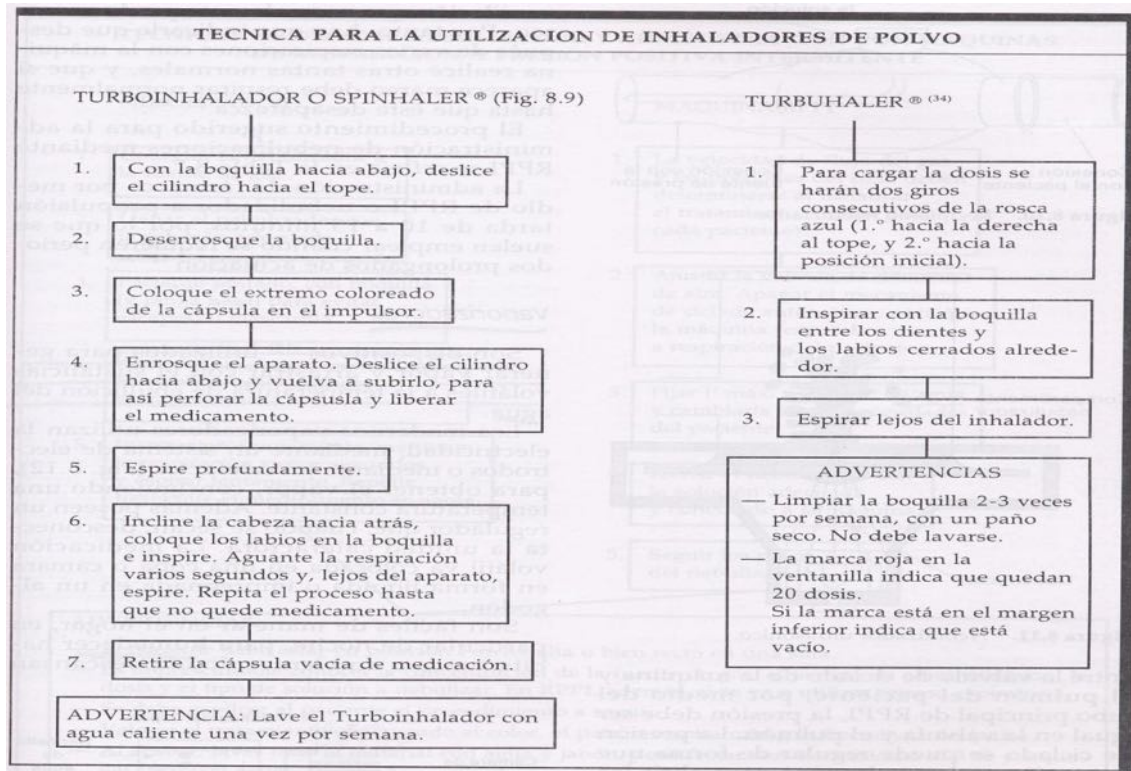 TECNICA PARA LA UTILIZACION DE INHALADORES DE POLVO
TURBOINHALADOR O SPINHALER ® (Fig. 8.9)
1. Con la boquilla hacia abajo, deslice
el cilindro hacia el tope.
2. Desenrosque la boquilla.
3. Coloque el extremo coloreado
de la cápsula en el impulsor.
4. Enrosque el aparato. Deslice el cilindro
hacia abajo y vuelva a subirlo, para
así perforar la cápsusla y liberar
el medicamento.
5. Espire profundamente.
6. Incline la cabeza hacia atrás,
coloque los labios en la boquilla
e inspire, aguante la respiración
varios segundos y, lejos del aparato,
espire. Repita el proceso hasta
que no quede medicamento.
7. Retire la cápsula vacia de medicación.
ADVERTENCIA: Lave el Turboinhalador con
agua caliente una vez por semana.
TURBUHALER ® (34)
1. Para cargar la dosis se
harán dos giros
consecutivos de la rosca
azul (1.º hacia la derecha
al tope, y 2.º hacia la
posición inicial).
2. Inspirar con la boquilla
entre los dientes y
los labios cerrados alrede-
dor.
3. Espirar lejos del inhalador.
ADVERTENCIAS
— Limpiar la boquilla 2-3 veces
por semana, con un paño
seco. No debe lavarse.
— La marca roja en la
ventanilla indica que quedan
20 dosis.
Si la marca está en el margen
inferior indica que está
vacío.